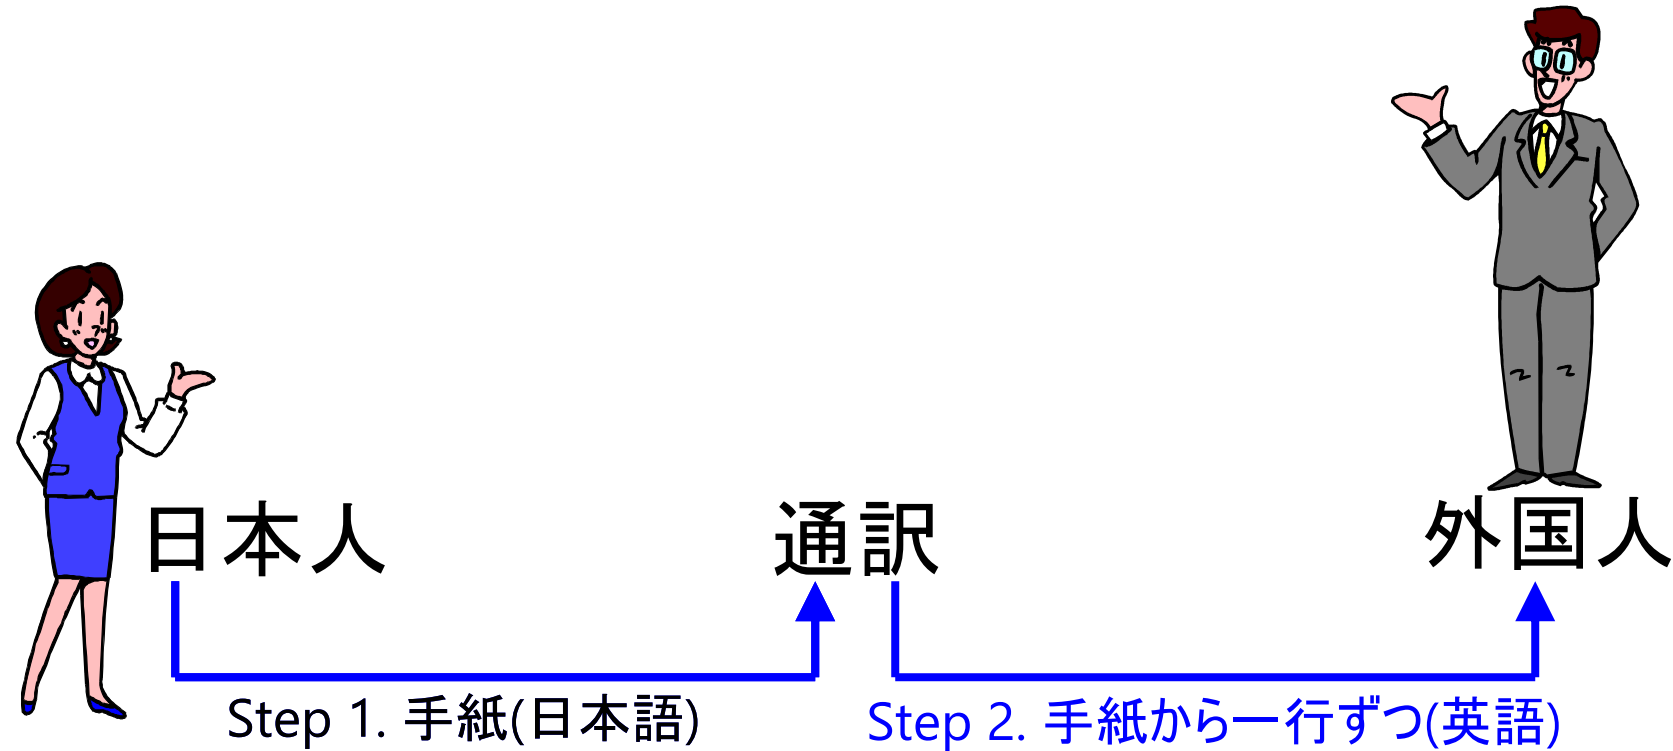 日本人
通訳
外国人
Step 1. 手紙(日本語)
Step 2. 手紙から一行ずつ(英語)